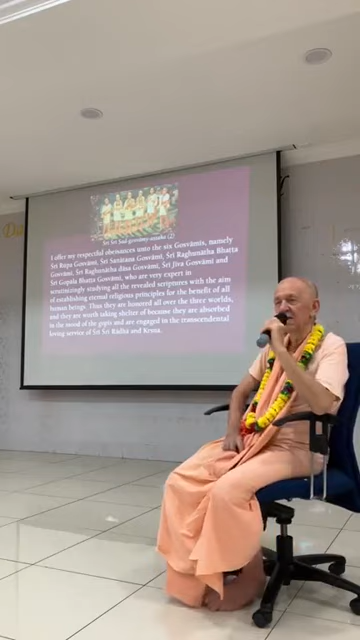 Sri Sri Sad-gosvamy-astaka (2)
I offer my respectful obeisances unto the six Gosvāmīs, namely
Śrī Rūpa Gosvāmī, Śrī Sanātana Gosvāmī, Śrī Raghunātha Bhaṭṭa
Gosvāmī, Śrī Raghunātha dāsa Gosvāmī, Śrī Jīva Gosvāmī and
Śrī Gopāla Bhaṭṭa Gosvāmī, who are very expert in
scrutinizingly studying all the revealed scriptures with the aim
of establishing eternal religious principles for the benefit of all
human beings. Thus they are honored all over the three worlds,
and they are worth taking shelter of because they are absorbed
in the mood of the gopīs and are engaged in the transcendental
loving service of Śrī Śrī Rādhā and Kṛṣṇa.